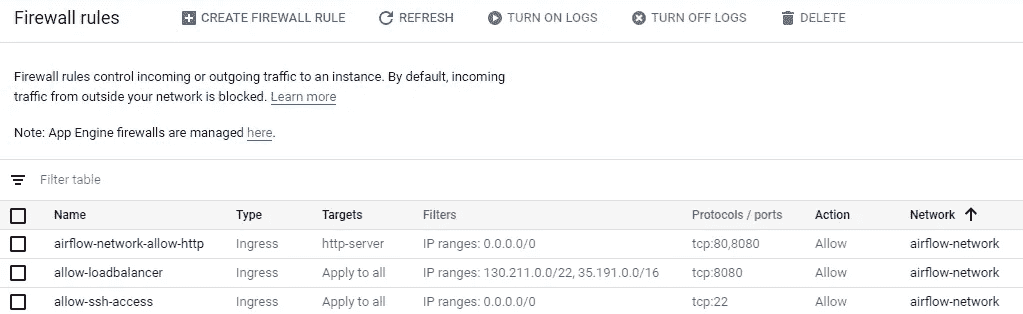 Firewall rules CREATE FIREWALL RULE REFRESH TURN ON LOGS TURN OFF LOGS DELETE
Firewall rules control incoming or outgoing traffic to an instance. By default, incoming
traffic from outside your network is blocked. Learn more
Note: App Engine firewalls are managed here.
Filter table
Name Type Targets Filters Protocols / ports Action Network
airflow-network-allow-http Ingress http-server IP ranges: 0.0.0.0/0 tcp:80,8080 Allow airflow-network
allow-loadbalancer Ingress Apply to all IP ranges: 130.211.0.0/22, 35.191.0.0/16 tcp:8080 Allow airflow-network
allow-ssh-access Ingress Apply to all IP ranges: 0.0.0.0/0 tcp:22 Allow airflow-network